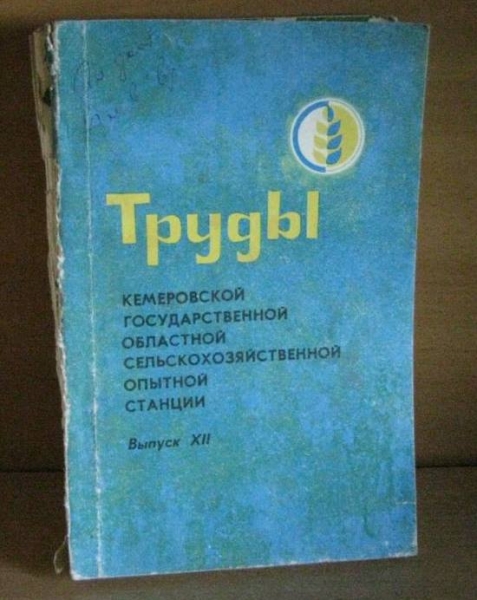 Труды
КЕМЕРОВСКОЙ
ГОСУДАРСТВЕННОЙ
ОБЛАСТНОЙ
СЕЛЬСКОХОЗЯЙСТВЕННОЙ
ОПЫТНОЙ
СТАНЦИИ
Выпуск XII